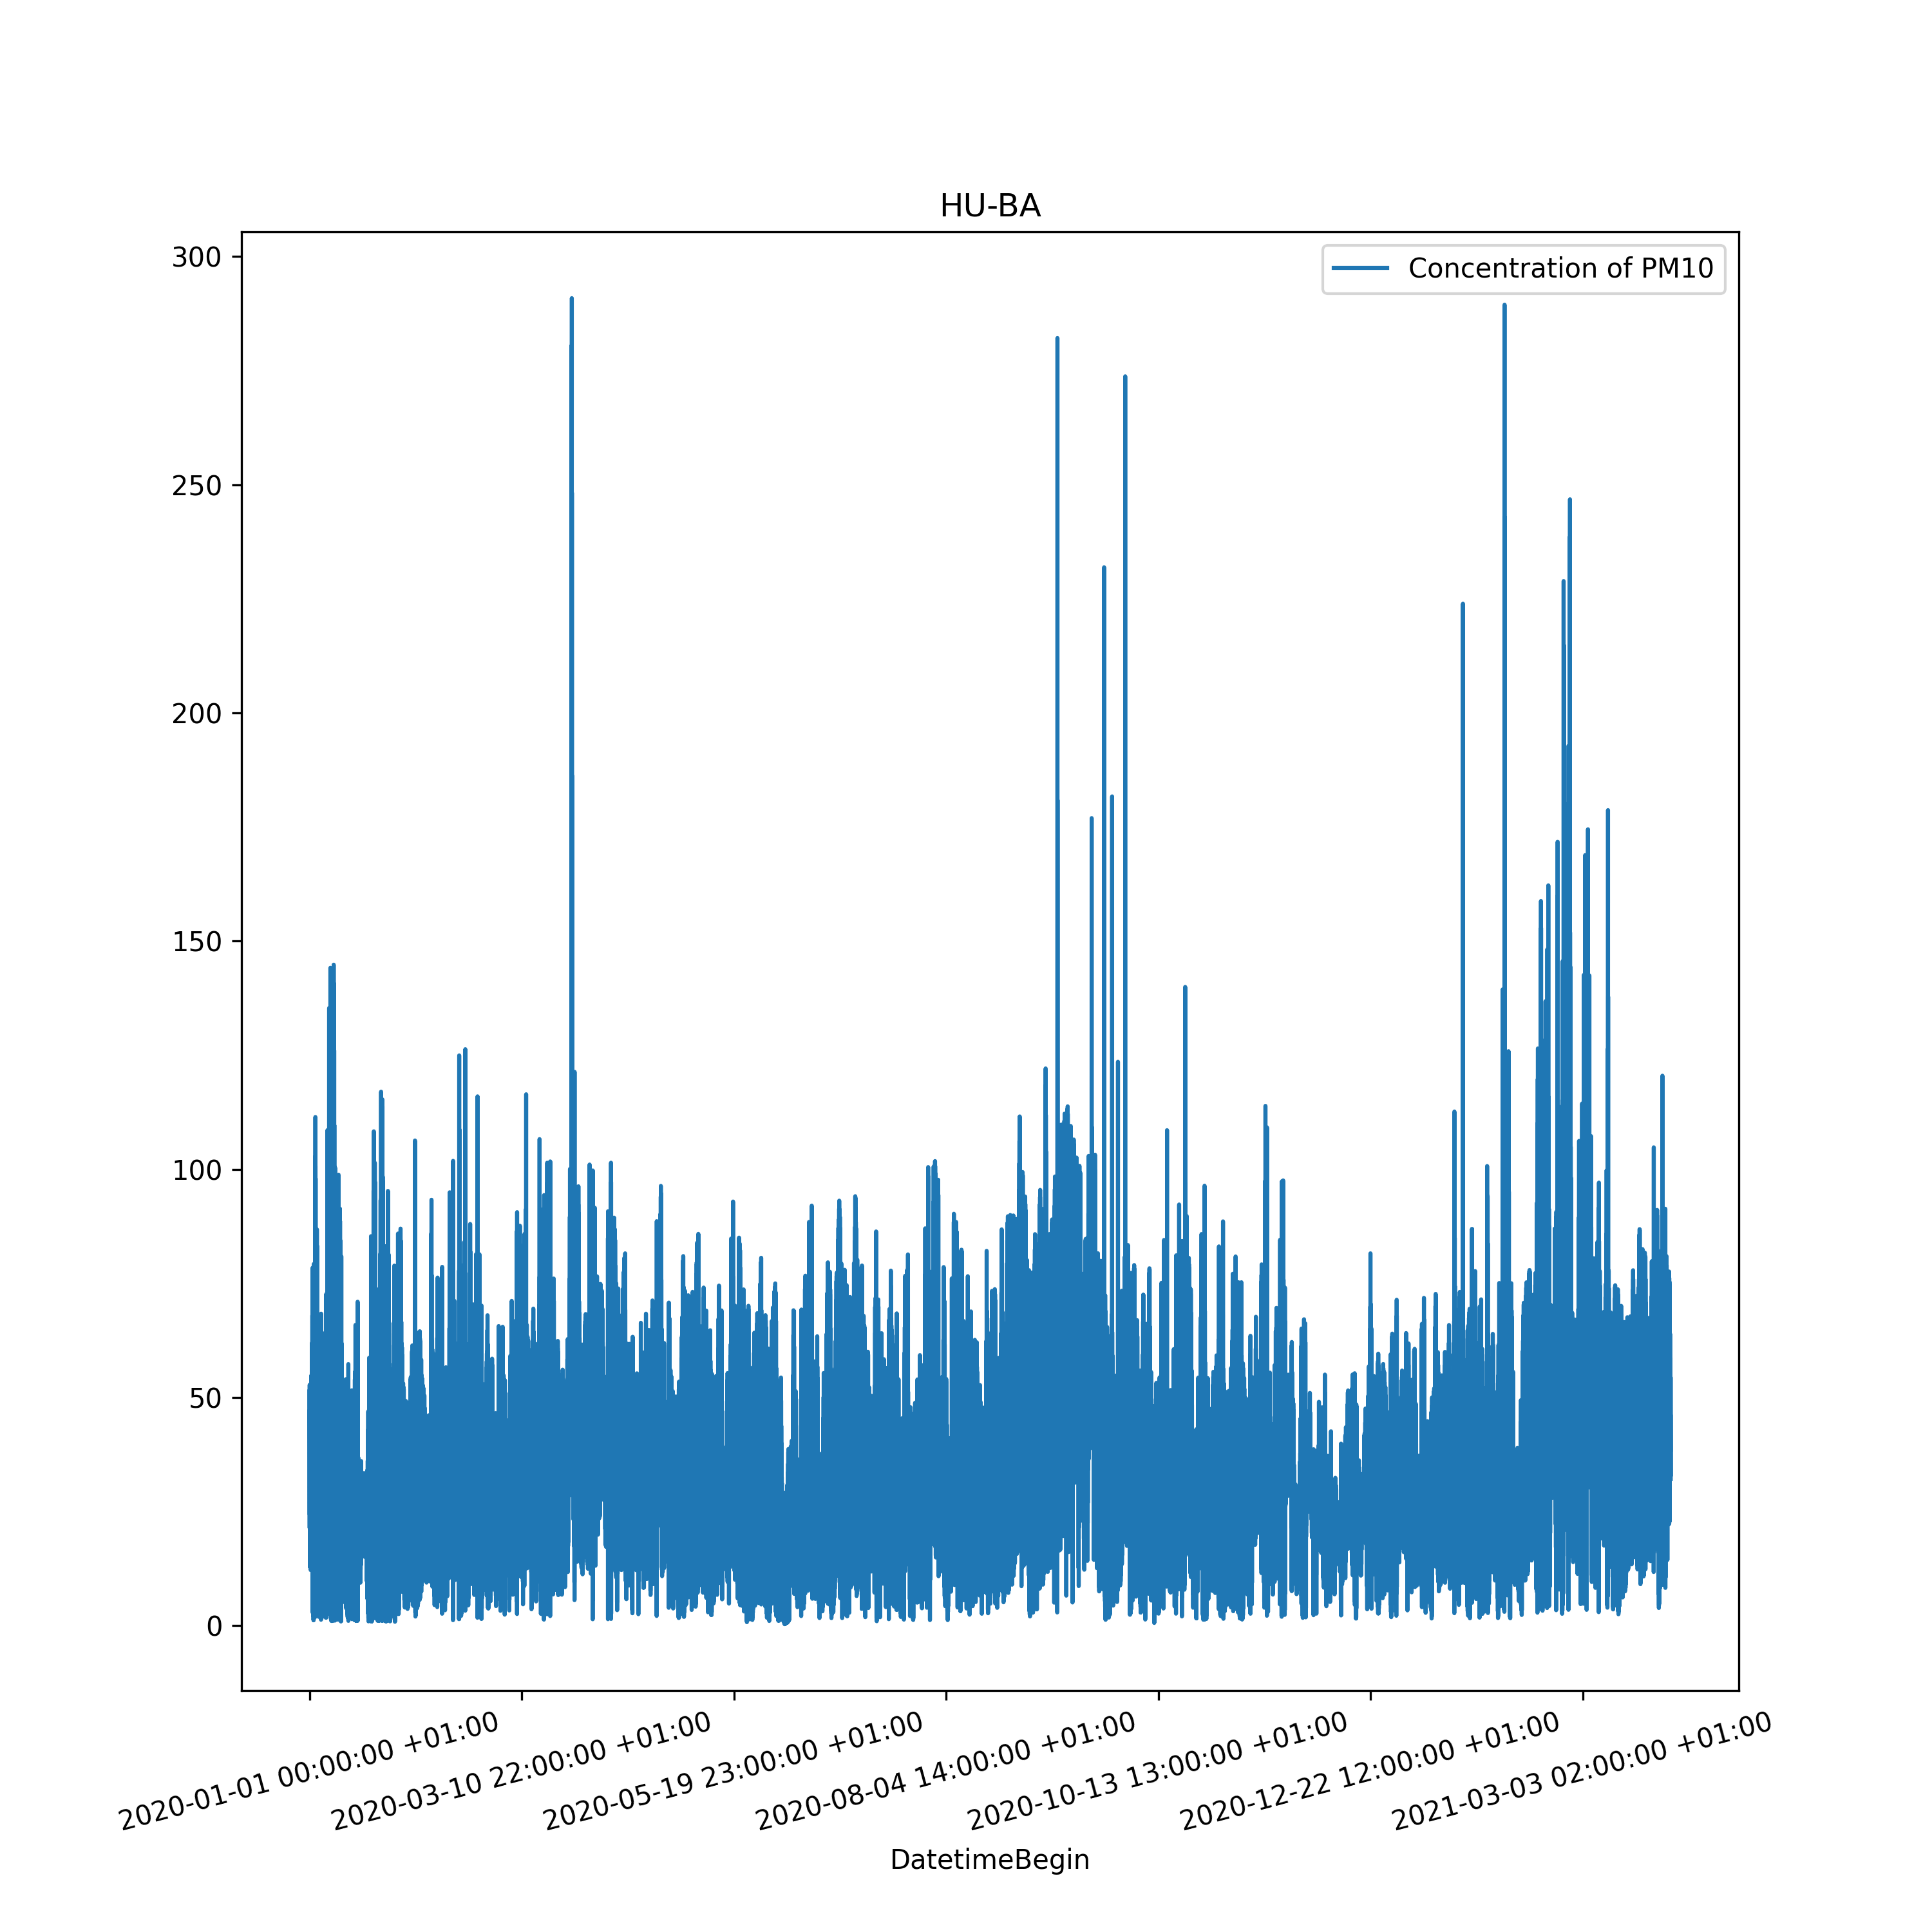 HU-BA
Concentration of PM10
300
250
200
150
100
50
0
2020-01-01 00:00:00 +01:00
2020-03-10 22:00:00 +01:00
2020-05-19 23:00:00 +01:00
2020-08-04 14:00:00 +01:00
2020-10-13 13:00:00 +01:00
2020-12-22 12:00:00 +01:00
2021-03-03 02:00:00 +01:00
DatetimeBegin